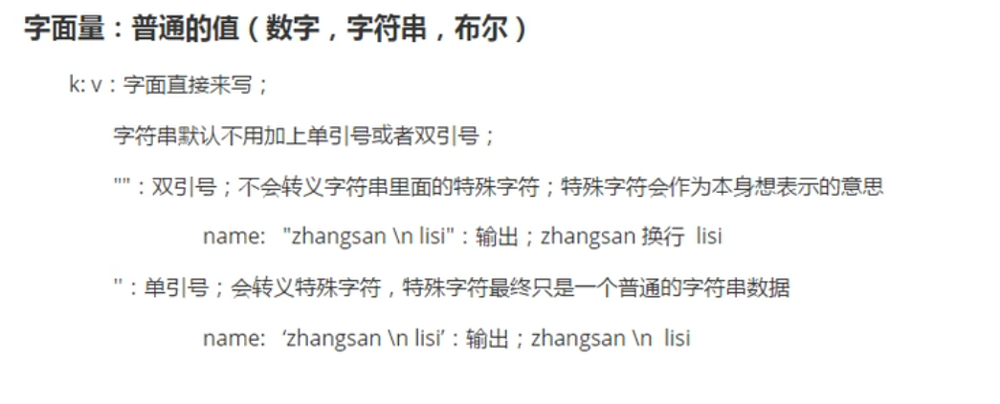 字面量：普通的值（数字，字符串，布尔）
k: v：字面直接来写；
字符串默认不用加上单引号或者双引号；
""：双引号；不会转义字符串里面的特殊字符；特殊字符会作为本身想表示的意思
name: "zhangsan \n lisi"：输出；zhangsan 换行 lisi
''：单引号；会转义特殊字符，特殊字符最终只是一个普通的字符串数据
name: ‘zhangsan \n lisi’：输出；zhangsan \n lisi